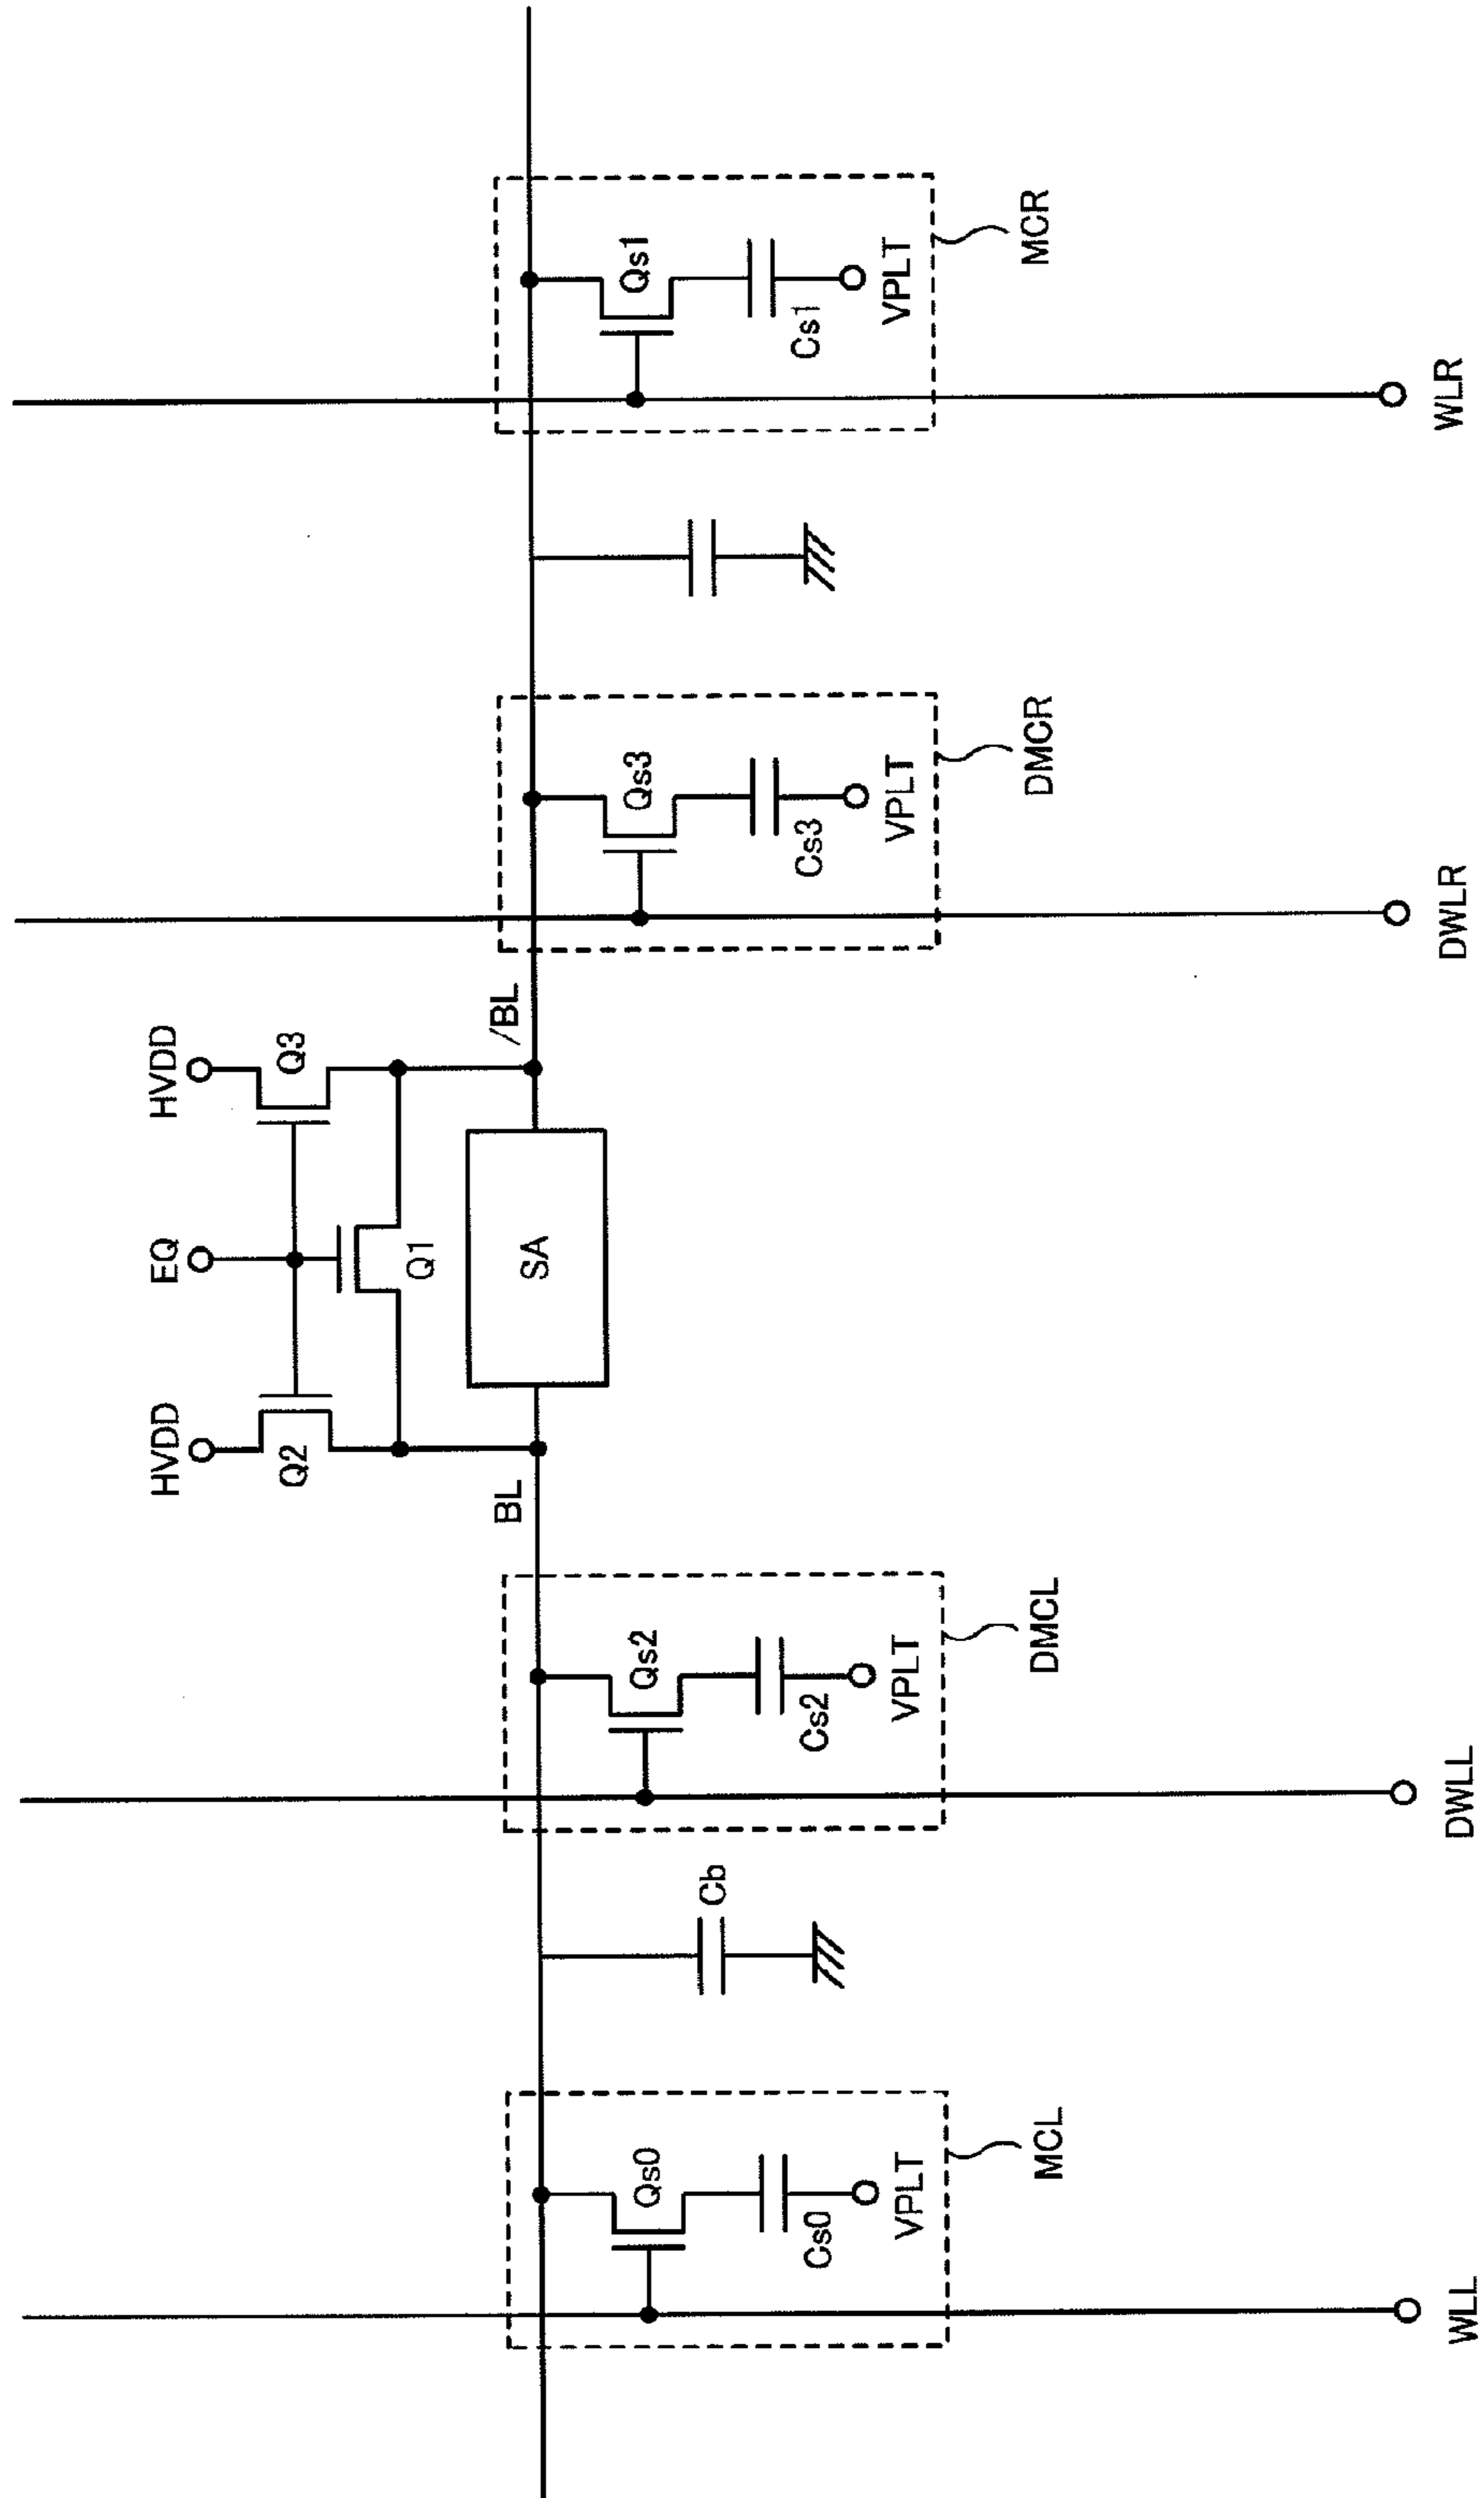 HVDD
EQ
HVDD
Q2
Q3
Q1
BL
/BL
SA
Qs0
Qs2
Qs3
Qs1
Cb
Cs0
Cs2
Cs3
Cs1
VPLT
VPLT
VPLT
VPLT
MCL
DMCL
DMCR
MCR
WLL
DWLL
DWLR
WLR